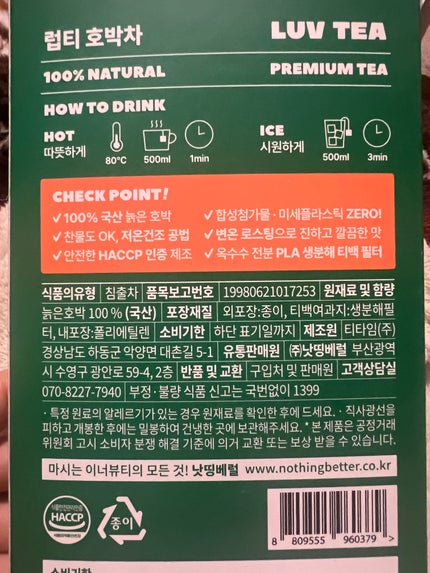 럽티 호박차 LUV TEA
100% NATURAL PREMIUM TEA
HOW TO DRINK
HOT
따뜻하게
80°C 500ml 1min
ICE
시원하게
500ml 3min
CHECK POINT!
✓ 100% 국산 늙은 호박 ✓ 합성첨가물·미세플라스틱 ZERO!
✓ 찬물도 OK, 저온건조 공법 ✓ 변온 로스팅으로 진하고 깔끔한 맛
✓ 안전한 HACCP 인증 제조 ✓ 옥수수 전분 PLA 생분해 티백 필터
식품의유형 침출차 품목보고번호 19980621017253 원재료 및 함량
늙은호박 100 % (국산) 포장재질 외포장:종이, 티백여과지:생분해필
터, 내포장:폴리에틸렌 소비기한 하단 표기일까지 제조원 티타임(주)
경상남도 하동군 악양면 대촌길 5-1 유통판매원 ㈜낫띵베럴 부산광역
시 수영구 광안로 59-4, 2층 반품 및 교환 구입처 및 판매원 고객상담실
070-8227-7940 부정·불량 식품 신고는 국번없이 1399
· 특정 원료의 알레르기가 있는 경우 원재료를 확인한 후에 드세요. · 직사광선을
피하고 개봉한 후에는 밀봉하여 건냉한 곳에 보관해주세요. * 본 제품은 공정거래
위원회 고시 소비자 분쟁 해결 기준에 의거 교환 또는 보상 받을 수 있습니다.
마시는 이너뷰티의 모든 것! 낫띵베럴 www.nothingbetter.co.kr
HACCP
종이
8 809555 960379 >
소비기한